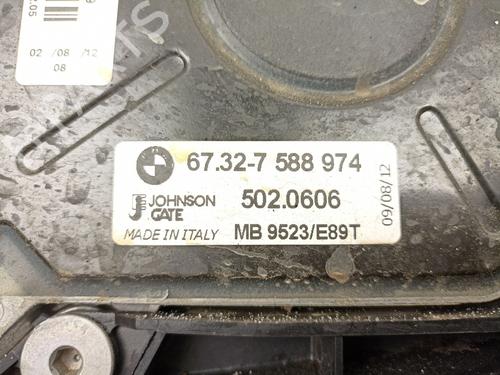 02 /08 /12
08
67.32-7 588 974
JOHNSON GATE 502.0606
MADE IN ITALY MB 9523/E89T
09/08/12